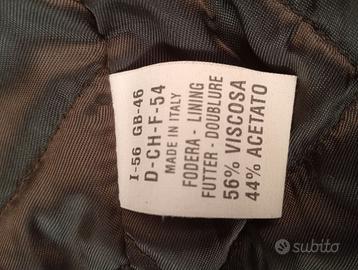 I-56 GB-46
D-CH-F-54
MADE IN ITALY
FODERA - LINING
FUTTER - DOUBLURE
56% VISCOSA
44% ACETATO
subito